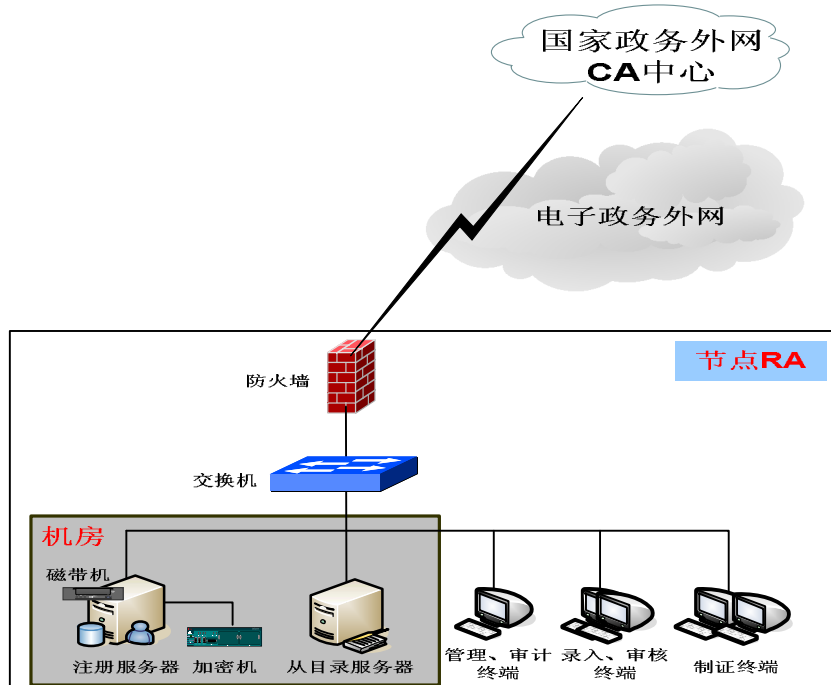 国家政务外网
CA中心
电子政务外网
节点RA
防火墙
交换机
机房
磁带机
注册服务器
加密机
从目录服务器
管理、审计
终端
录入、审核
终端
制证终端